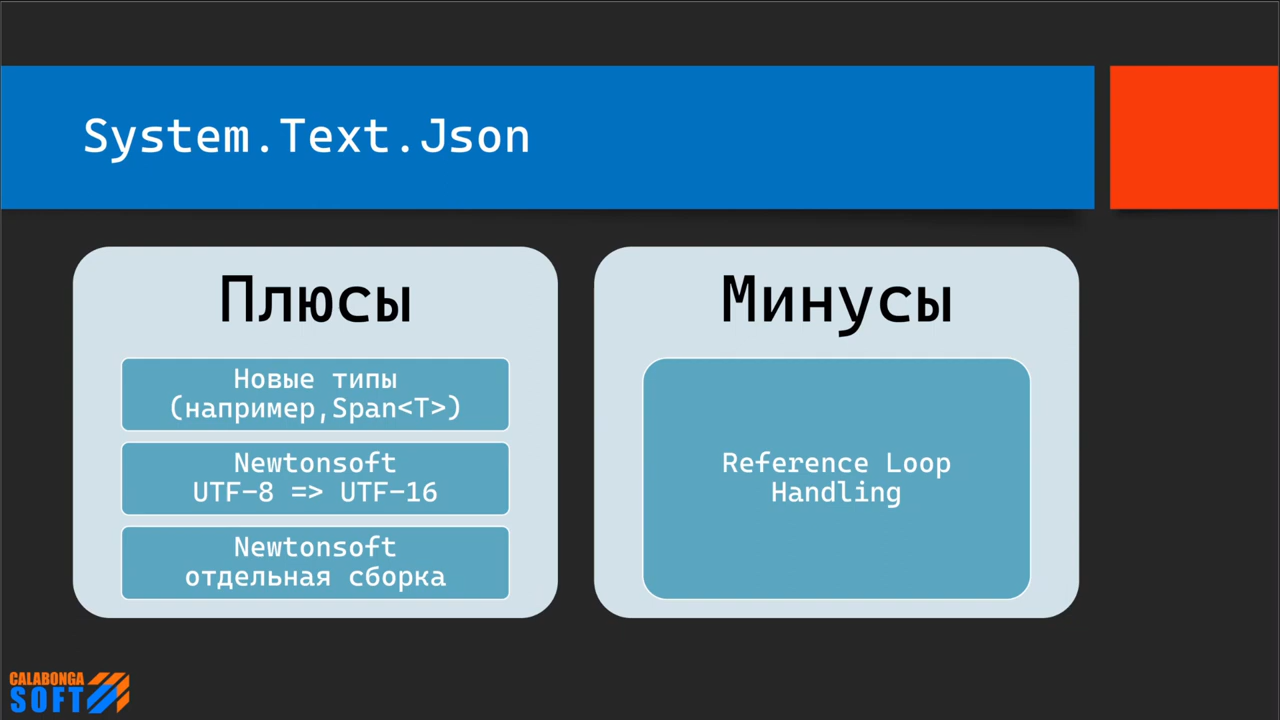 System.Text.Json
Плюсы
Новые типы
(например,Span<T>)
Newtonsoft
UTF-8 => UTF-16
Newtonsoft
отдельная сборка
Минусы
Reference Loop
Handling
CALABONGA
SOFT